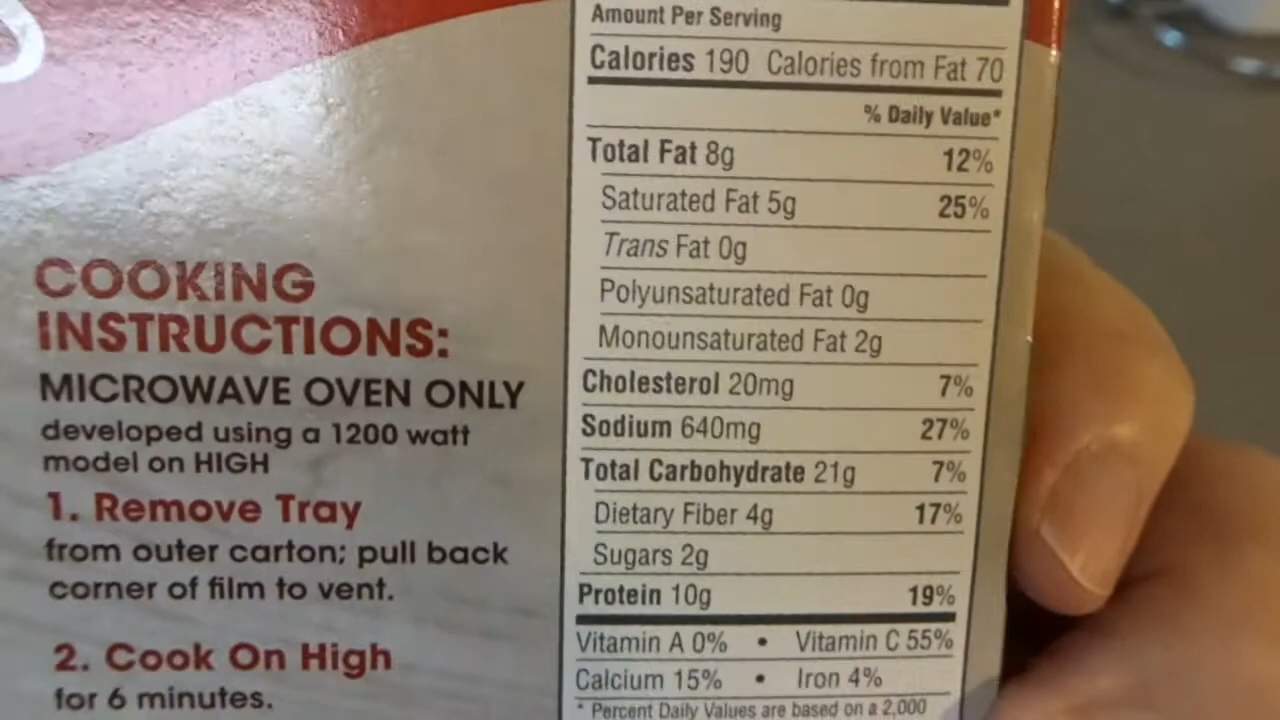 Amount Per Serving
Calories 190 Calories from Fat 70
% Daily Value*
Total Fat 8g 12%
Saturated Fat 5g 25%
Trans Fat 0g
Polyunsaturated Fat 0g
Monounsaturated Fat 2g
Cholesterol 20mg 7%
Sodium 640mg 27%
Total Carbohydrate 21g 7%
Dietary Fiber 4g 17%
Sugars 2g
Protein 10g 19%
Vitamin A 0% • Vitamin C 55%
Calcium 15% • Iron 4%
* Percent Daily Values are based on a 2,000
COOKING
INSTRUCTIONS:
MICROWAVE OVEN ONLY
developed using a 1200 watt
model on HIGH
1. Remove Tray
from outer carton; pull back
corner of film to vent.
2. Cook On High
for 6 minutes.